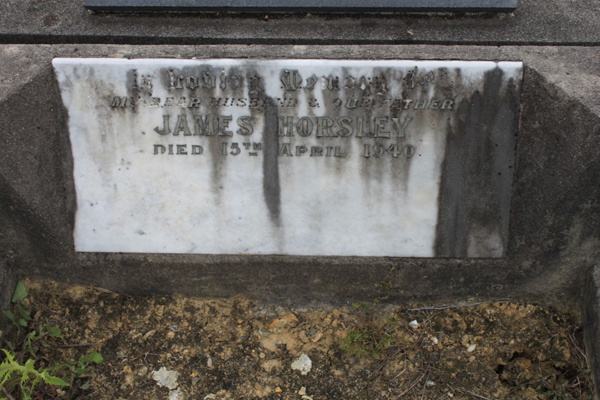 In Loving Memory Of
MY DEAR HUSBAND & OUR FATHER
JAMES HORSLEY
DIED 15TH APRIL 1940